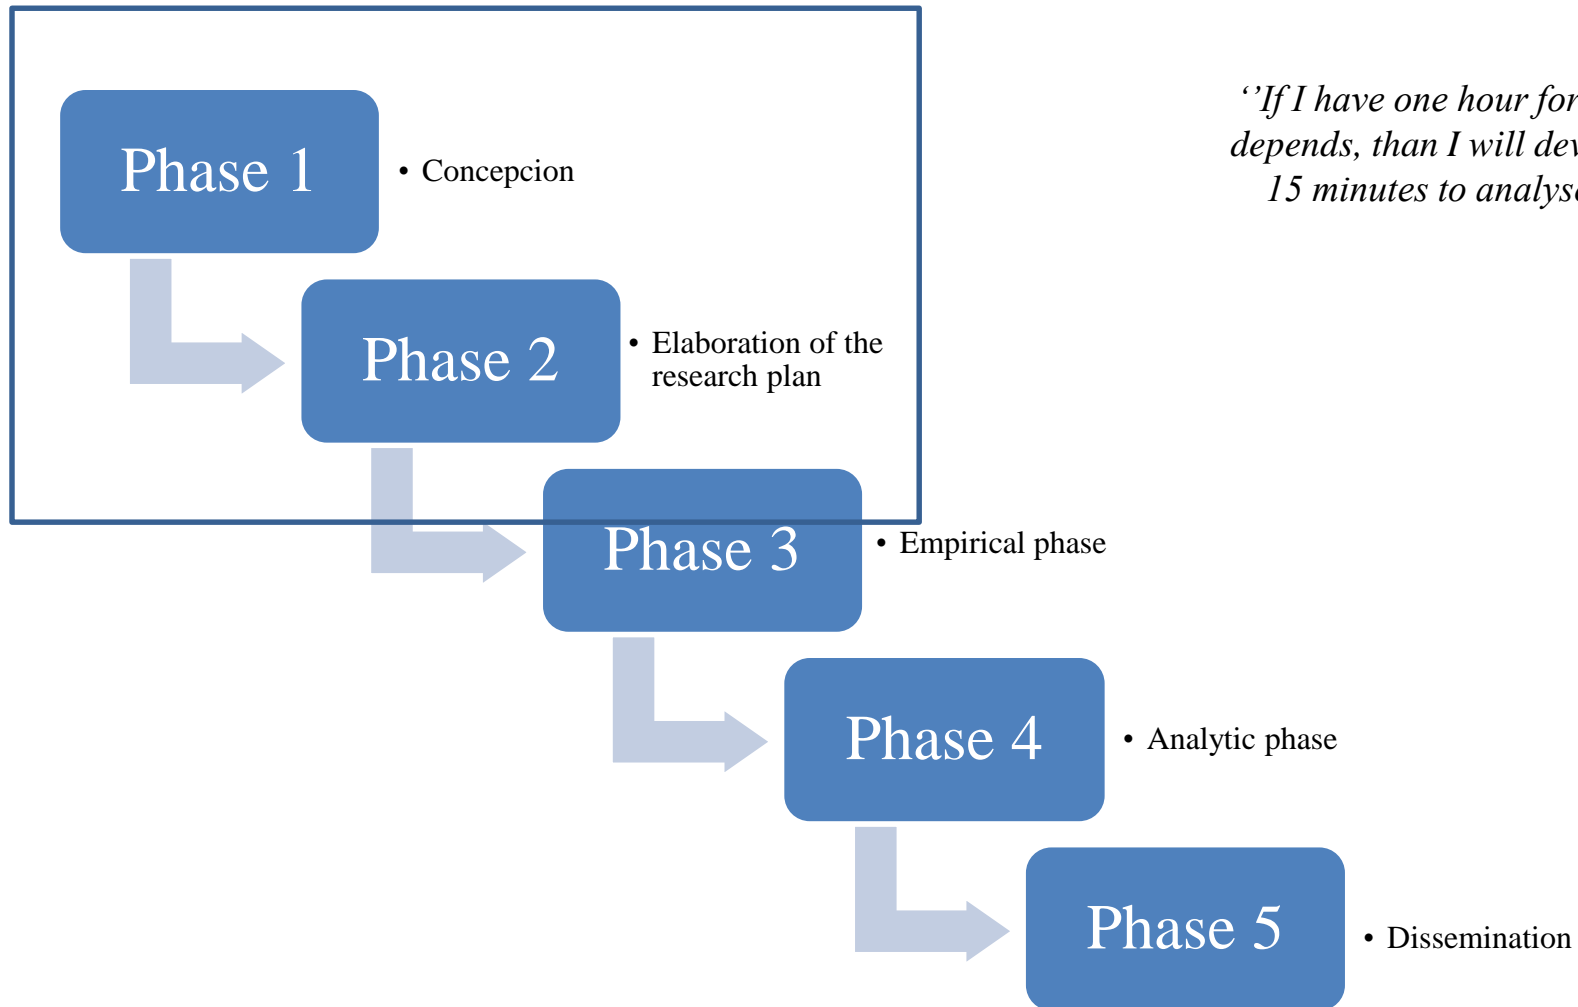 ‘’If I have one hour for
depends, than I will dev
15 minutes to analyse
Phase 1
• Concepcion
Phase 2
• Elaboration of the
research plan
Phase 3
• Empirical phase
Phase 4
• Analytic phase
Phase 5
• Dissemination